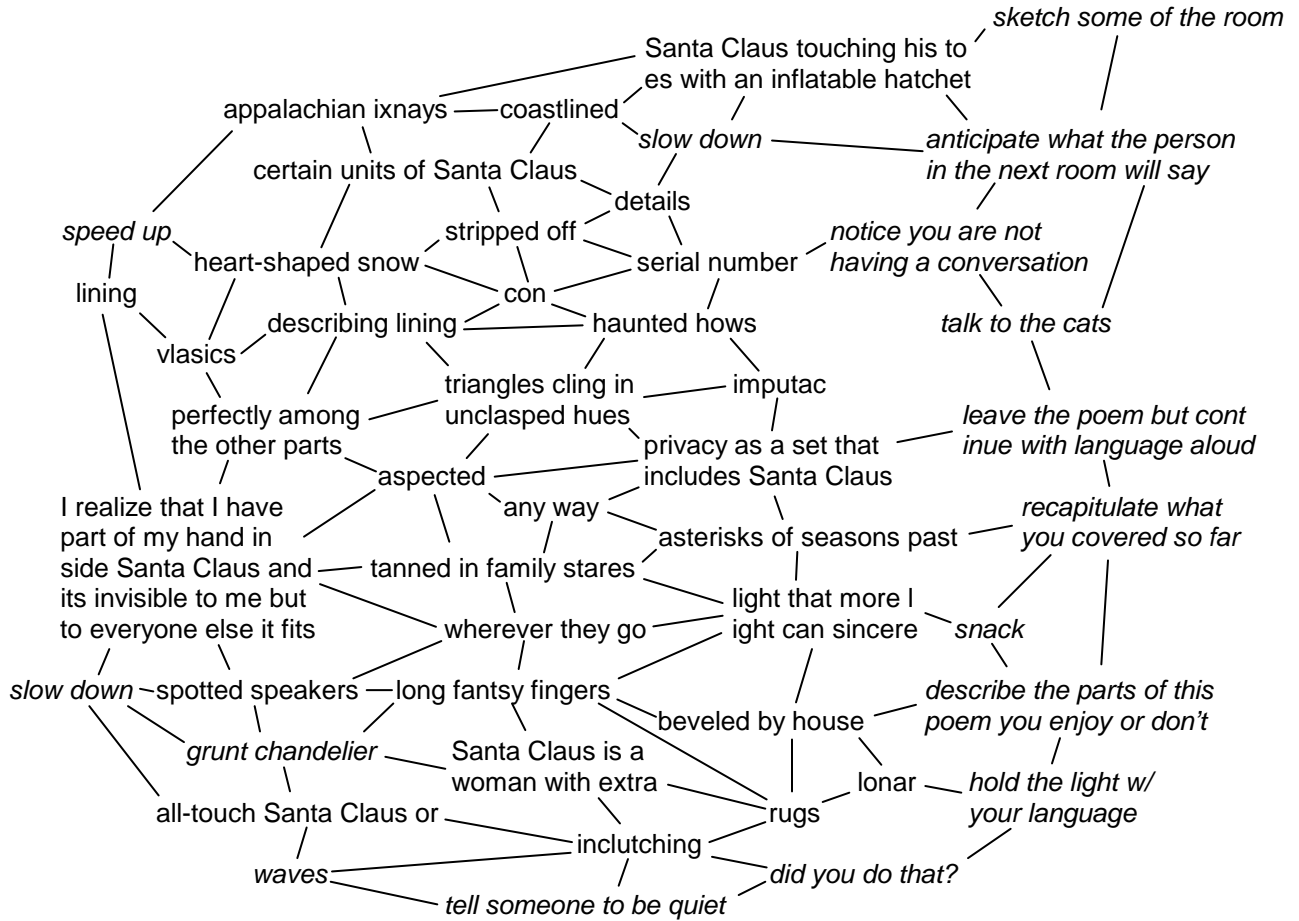 sketch some of the room
Santa Claus touching his to
es with an inflatable hatchet
appalachian ixnays
coastlined
slow down
anticipate what the person
in the next room will say
certain units of Santa Claus
details
speed up
stripped off
notice you are not
having a conversation
heart-shaped snow
serial number
lining
con
describing lining
haunted hows
talk to the cats
vlasics
triangles cling in
unclasped hues
imputac
perfectly among
the other parts
leave the poem but cont
inue with language aloud
privacy as a set that
includes Santa Claus
aspected
I realize that I have
part of my hand in
side Santa Claus and
its invisible to me but
to everyone else it fits
any way
recapitulate what
you covered so far
asterisks of seasons past
tanned in family stares
light that more l
ight can sincere
wherever they go
snack
slow down
spotted speakers
long fantsy fingers
describe the parts of this
poem you enjoy or don’t
beveled by house
grunt chandelier
Santa Claus is a
woman with extra
lonar
hold the light w/
your language
all-touch Santa Claus or
rugs
inclutching
waves
did you do that?
tell someone to be quiet